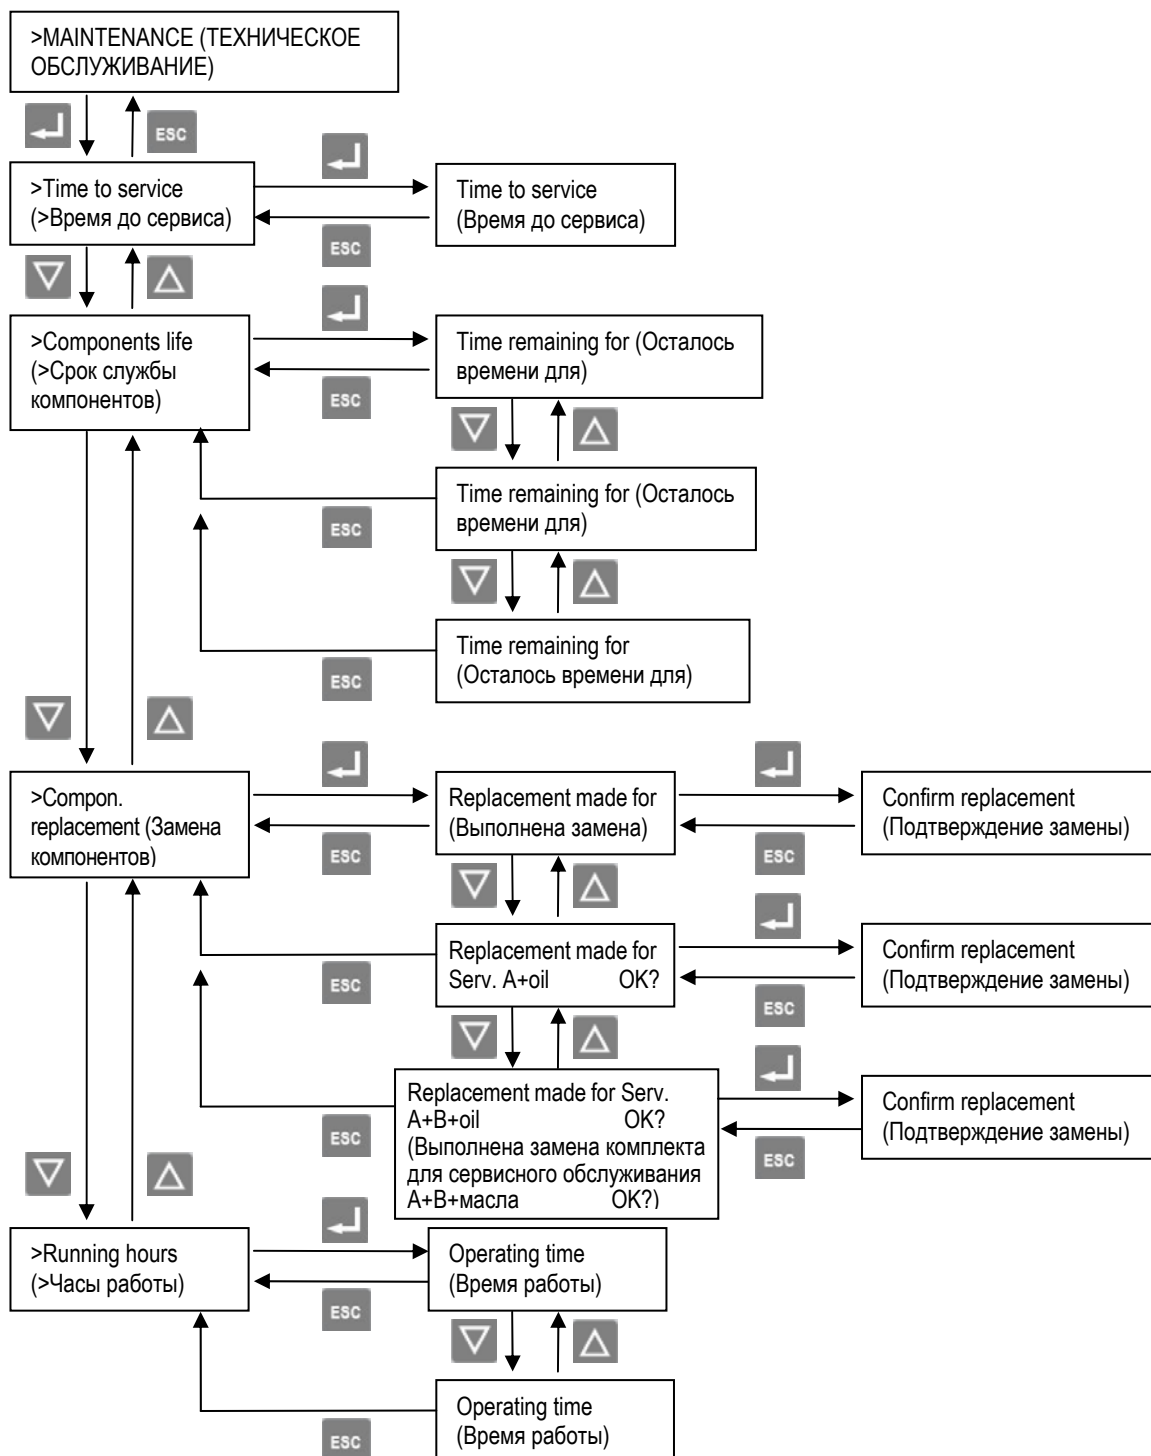 >MAINTENANCE (ТЕХНИЧЕСКОЕ
ОБСЛУЖИВАНИЕ)
ESC
>Time to service
(>Время до сервиса)
Time to service
(Время до сервиса)
ESC
>Components life
(>Срок службы
компонентов)
Time remaining for (Осталось
времени для)
ESC
Time remaining for (Осталось
времени для)
ESC
Time remaining for
(Осталось времени для)
ESC
>Compon.
replacement (Замена
компонентов)
Replacement made for
(Выполнена замена)
Confirm replacement
(Подтверждение замены)
ESC
ESC
Replacement made for
Serv. A+oil OK?
Confirm replacement
(Подтверждение замены)
ESC
ESC
Replacement made for Serv.
A+B+oil OK?
(Выполнена замена комплекта
для сервисного обслуживания
A+B+масла OK?)
Confirm replacement
(Подтверждение замены)
ESC
ESC
>Running hours
(>Часы работы)
Operating time
(Время работы)
ESC
Operating time
(Время работы)
ESC